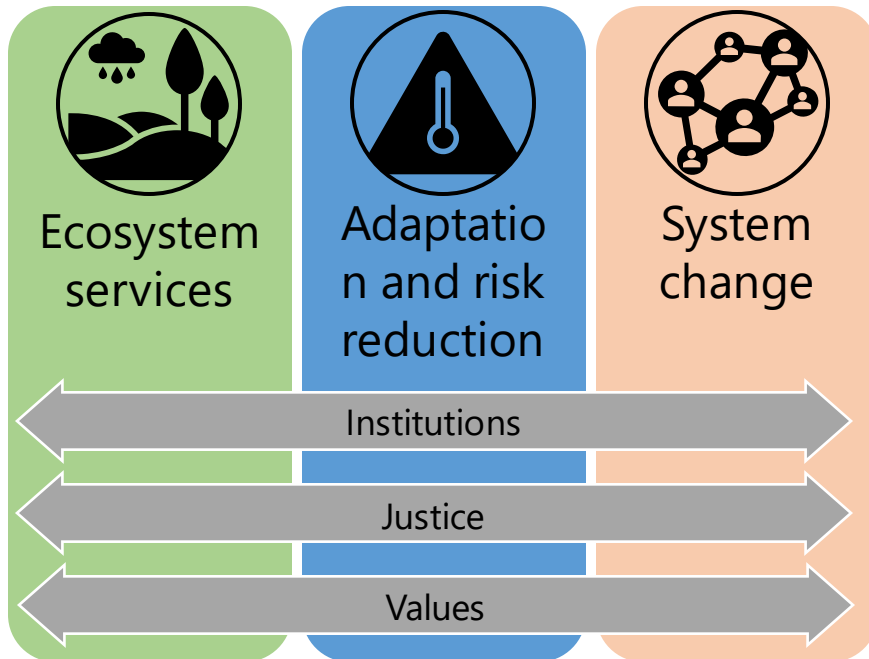 Ecosystem
services
Adaptatio
n and risk
reduction
System
change
Institutions
Justice
Values